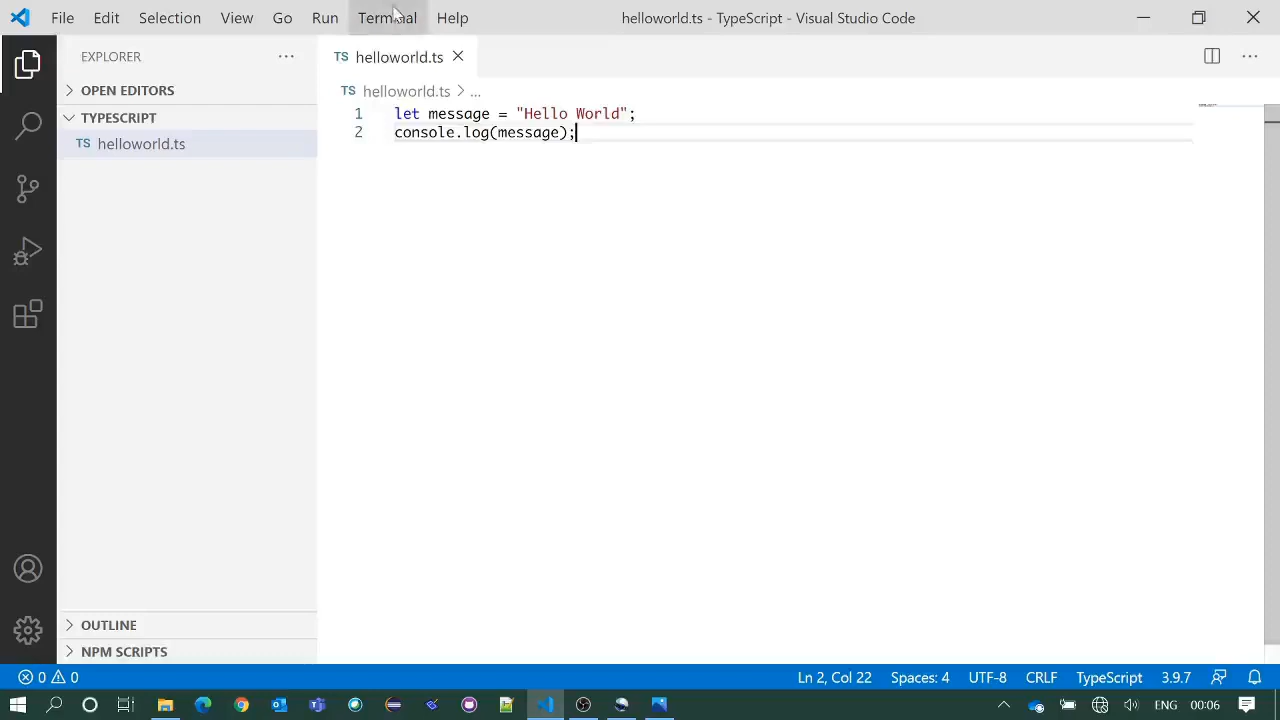 File Edit Selection View Go Run Terminal Help helloworld.ts - TypeScript - Visual Studio Code
EXPLORER
TS helloworld.ts
OPEN EDITORS
TS helloworld.ts > ...
TYPESCRIPT
TS helloworld.ts
1 let message = "Hello World";
2 console.log(message);
OUTLINE
NPM SCRIPTS
0 0 Ln 2, Col 22 Spaces: 4 UTF-8 CRLF TypeScript 3.9.7
ENG 00:06